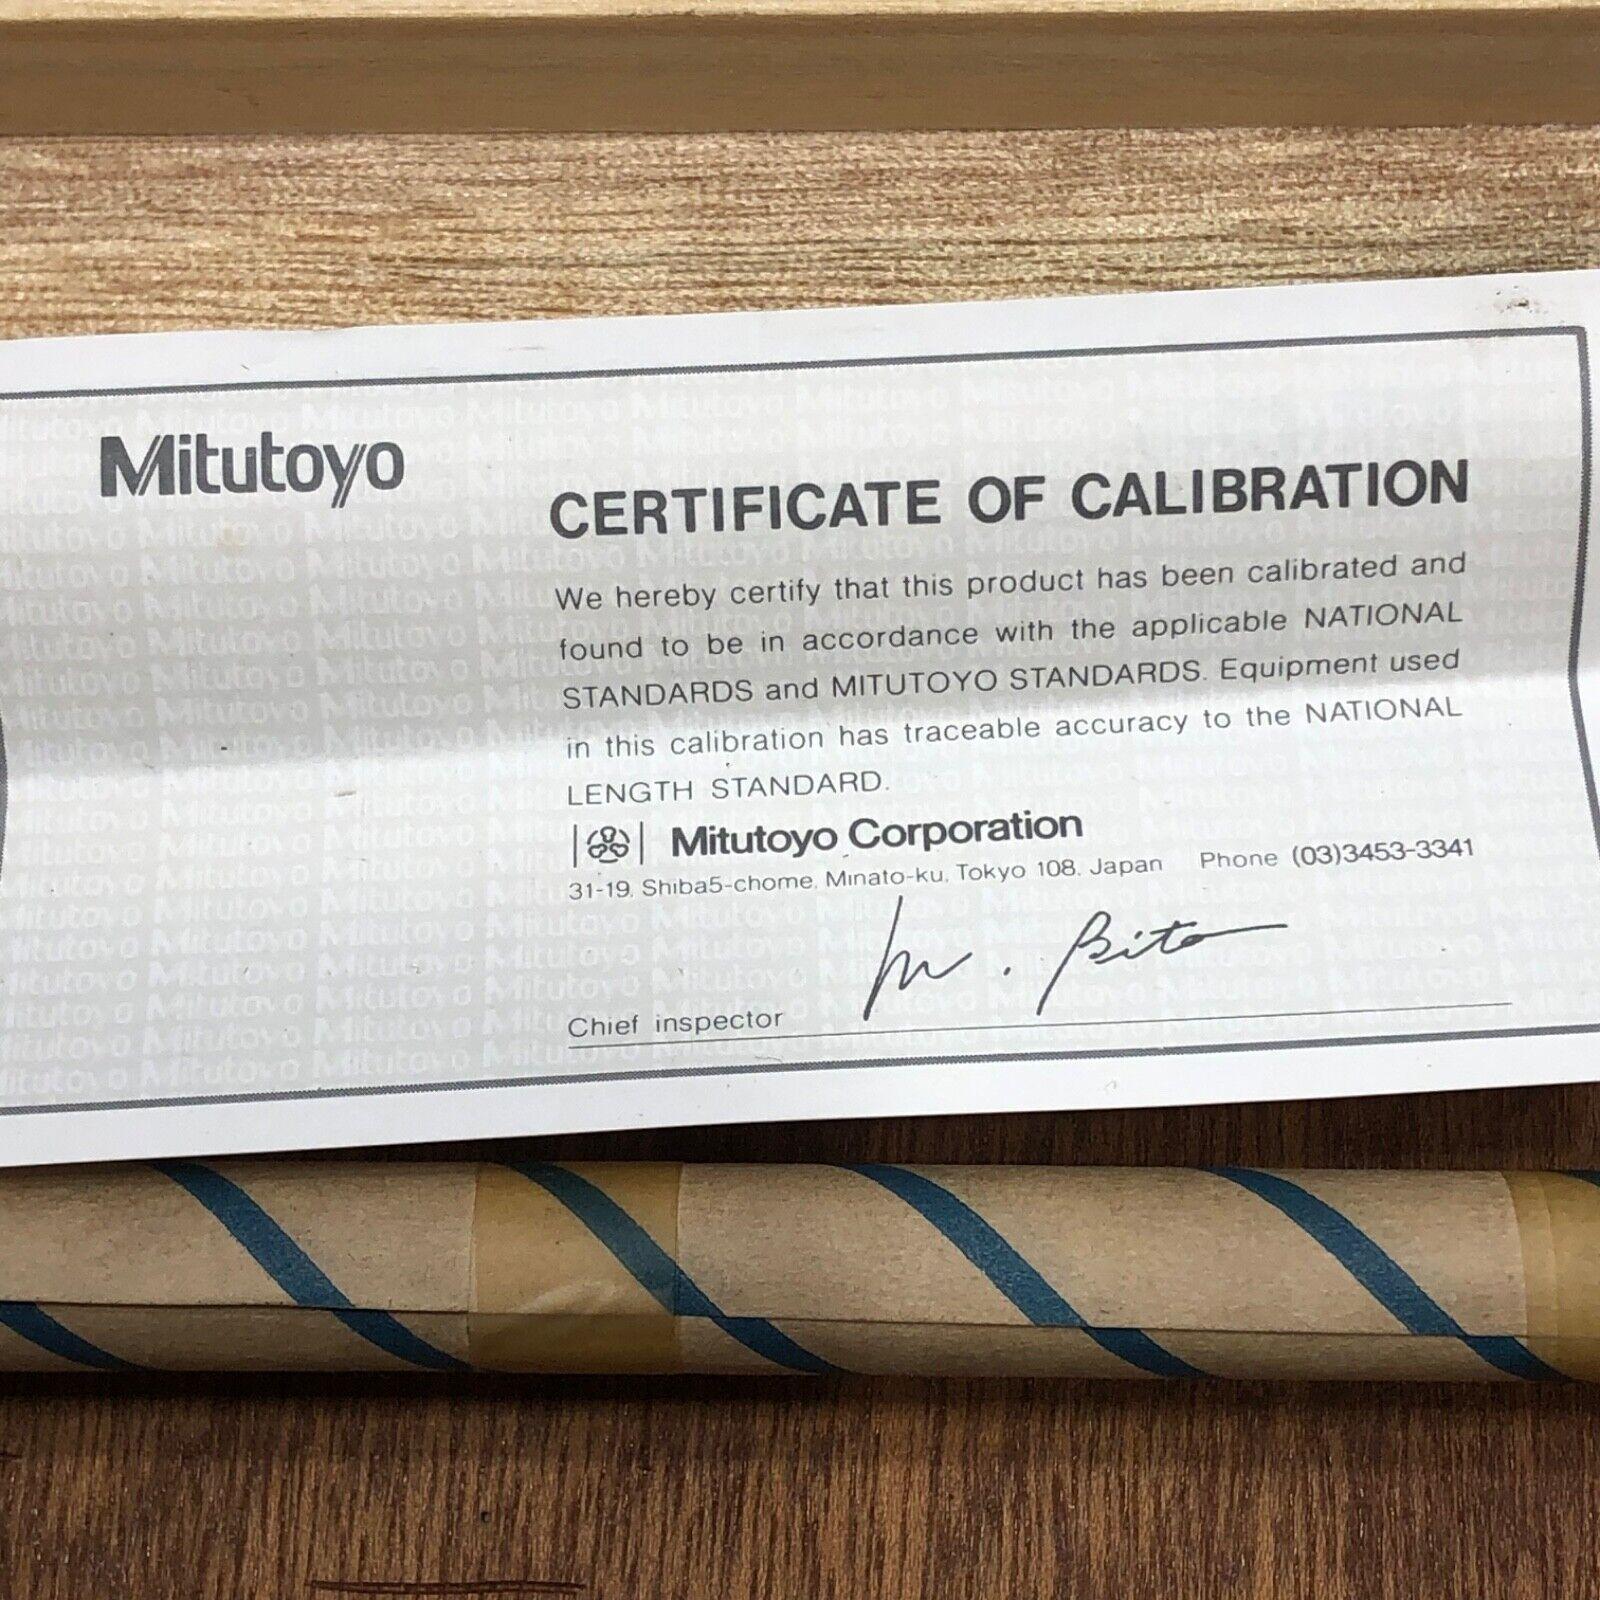 Mitutoyo
CERTIFICATE OF CALIBRATION
We hereby certify that this product has been calibrated and
found to be in accordance with the applicable NATIONAL
STANDARDS and MITUTOYO STANDARDS. Equipment used
in this calibration has traceable accuracy to the NATIONAL
LENGTH STANDARD.
Mitutoyo Corporation
31-19, Shiba5-chome, Minato-ku, Tokyo 108, Japan Phone (03)3453-3341
Chief inspector M. Bito